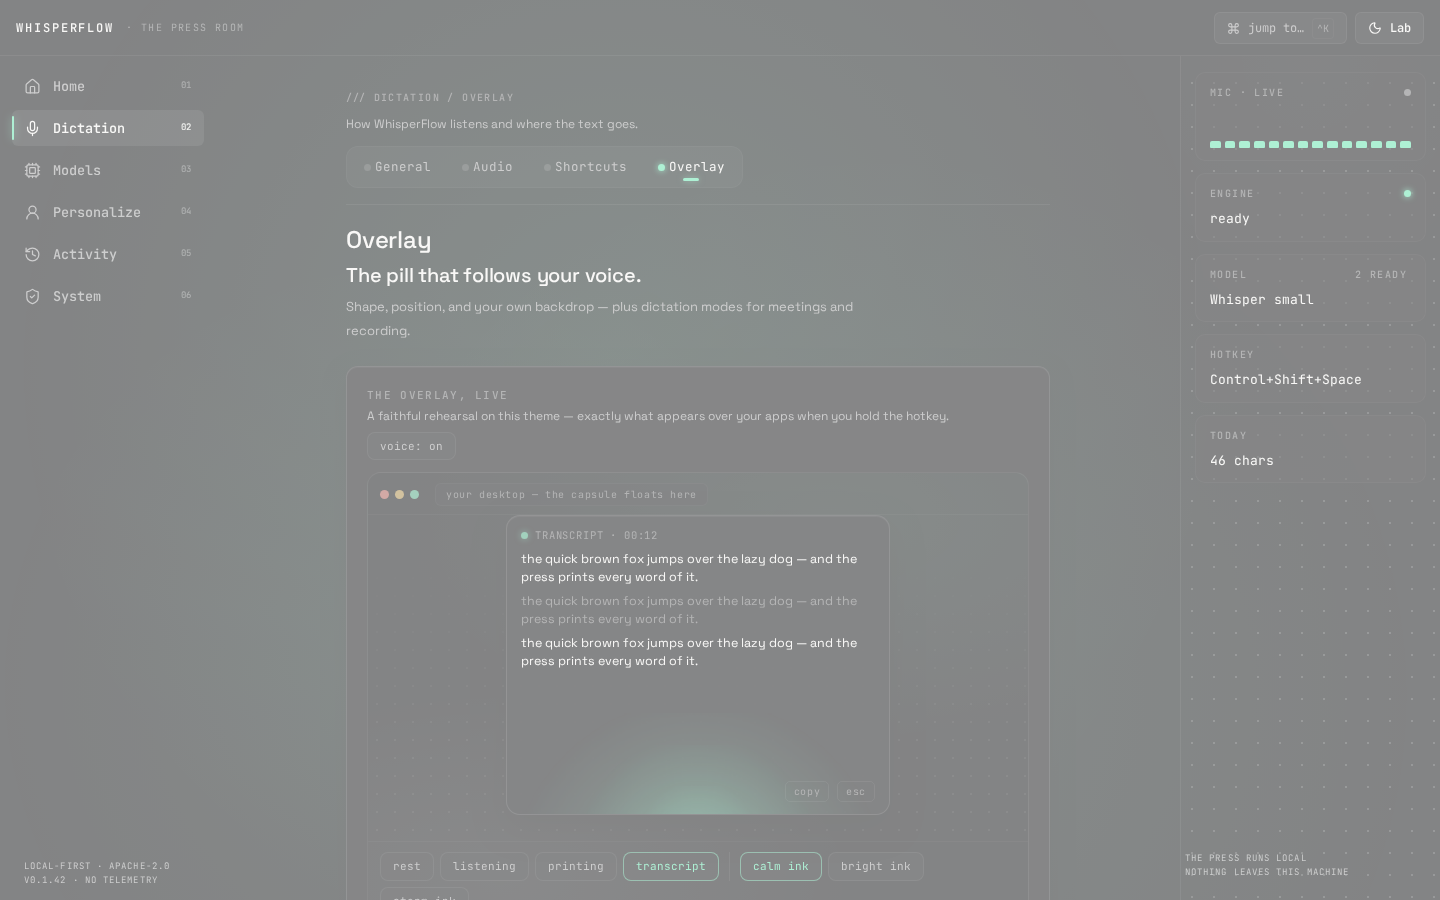 WHISPERFLOW · THE PRESS ROOM
jump to… ^K
Lab
Home 01
Dictation 02
Models 03
Personalize 04
Activity 05
System 06
LOCAL-FIRST · APACHE-2.0
V0.1.42 · NO TELEMETRY
/// DICTATION / OVERLAY
How WhisperFlow listens and where the text goes.
General Audio Shortcuts Overlay
Overlay
The pill that follows your voice.
Shape, position, and your own backdrop — plus dictation modes for meetings and
recording.
THE OVERLAY, LIVE
A faithful rehearsal on this theme — exactly what appears over your apps when you hold the hotkey.
voice: on
your desktop — the capsule floats here
TRANSCRIPT · 00:12
the quick brown fox jumps over the lazy dog — and the
press prints every word of it.
the quick brown fox jumps over the lazy dog — and the
press prints every word of it.
the quick brown fox jumps over the lazy dog — and the
press prints every word of it.
copy esc
rest listening printing transcript calm ink bright ink
MIC · LIVE
ENGINE
ready
MODEL 2 READY
Whisper small
HOTKEY
Control+Shift+Space
TODAY
46 chars
THE PRESS RUNS LOCAL
NOTHING LEAVES THIS MACHINE